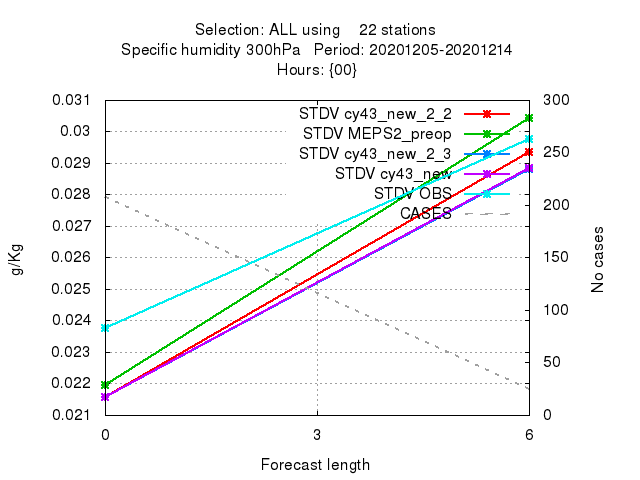 Selection: ALL using    22 stations
Specific humidity 300hPa   Period: 20201205-20201214
Hours: {00}
0.031
0.03
0.029
0.028
0.027
0.026
0.025
0.024
0.023
0.022
0.021
g/Kg
STDV cy43_new_2_2
STDV MEPS2_preop
STDV cy43_new_2_3
STDV cy43_new
STDV OBS
CASES
300
250
200
150
100
50
0
No cases
0 3 6
Forecast length